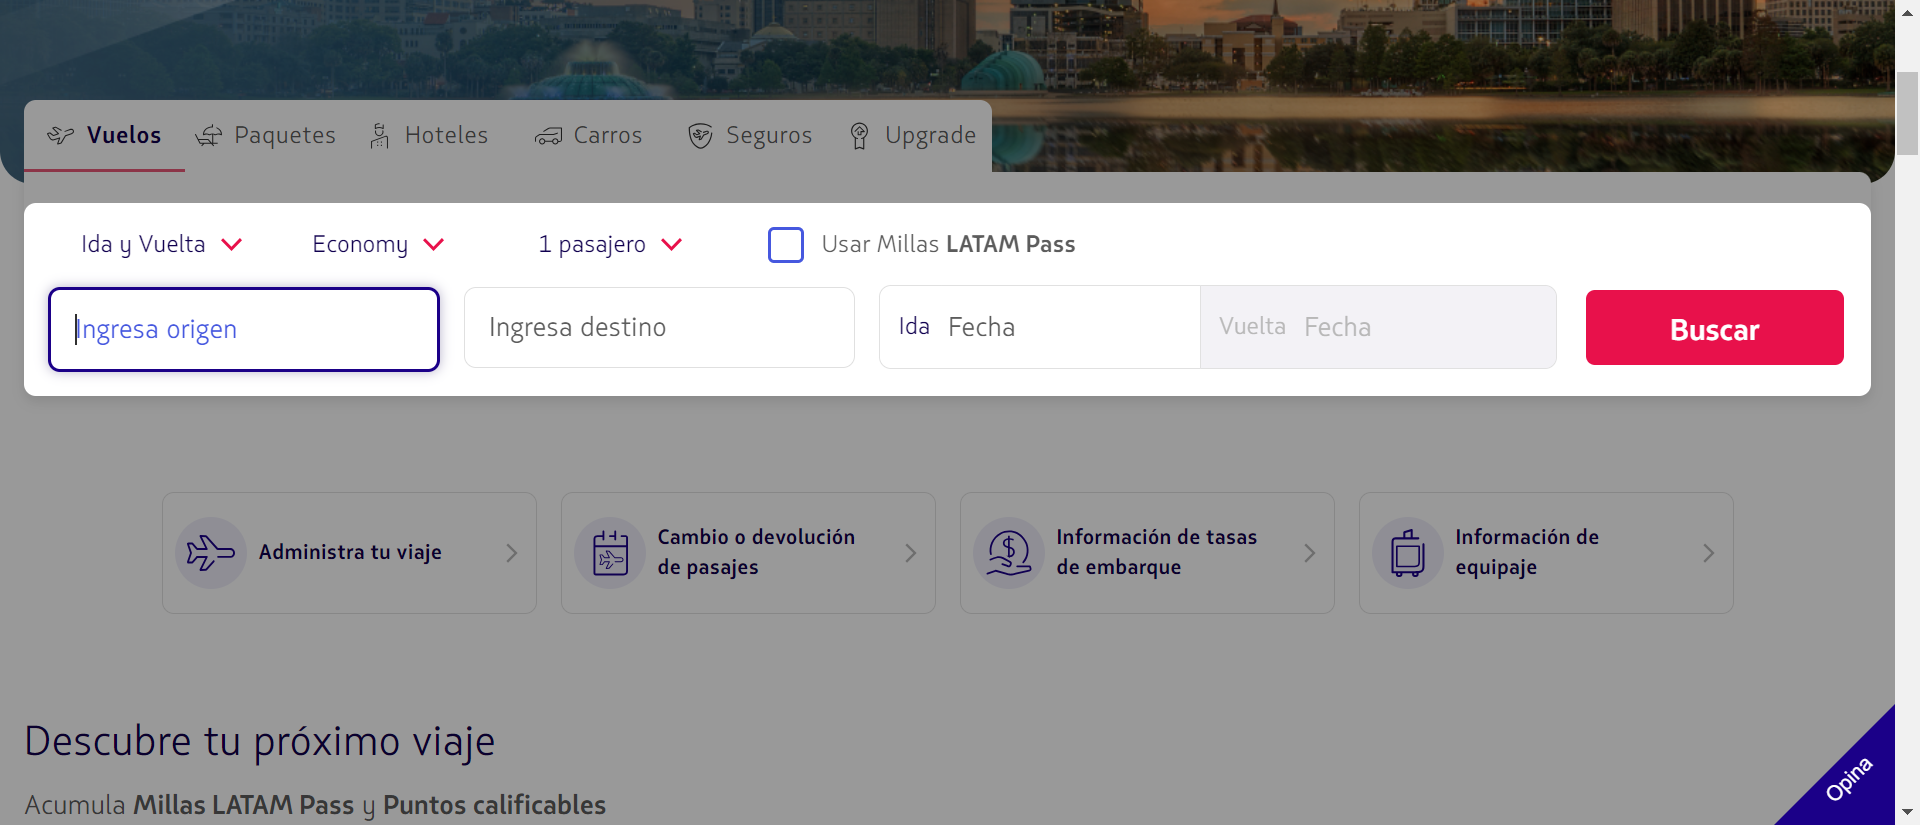 Vuelos Paquetes Hoteles Carros Seguros Upgrade
Ida y Vuelta Economy 1 pasajero Usar Millas LATAM Pass
Ingresa origen Ingresa destino Ida Fecha Vuelta Fecha Buscar
Administra tu viaje
Cambio o devolución
de pasajes
Información de tasas
de embarque
Información de
equipaje
Descubre tu próximo viaje
Acumula Millas LATAM Pass y Puntos calificables
Opina